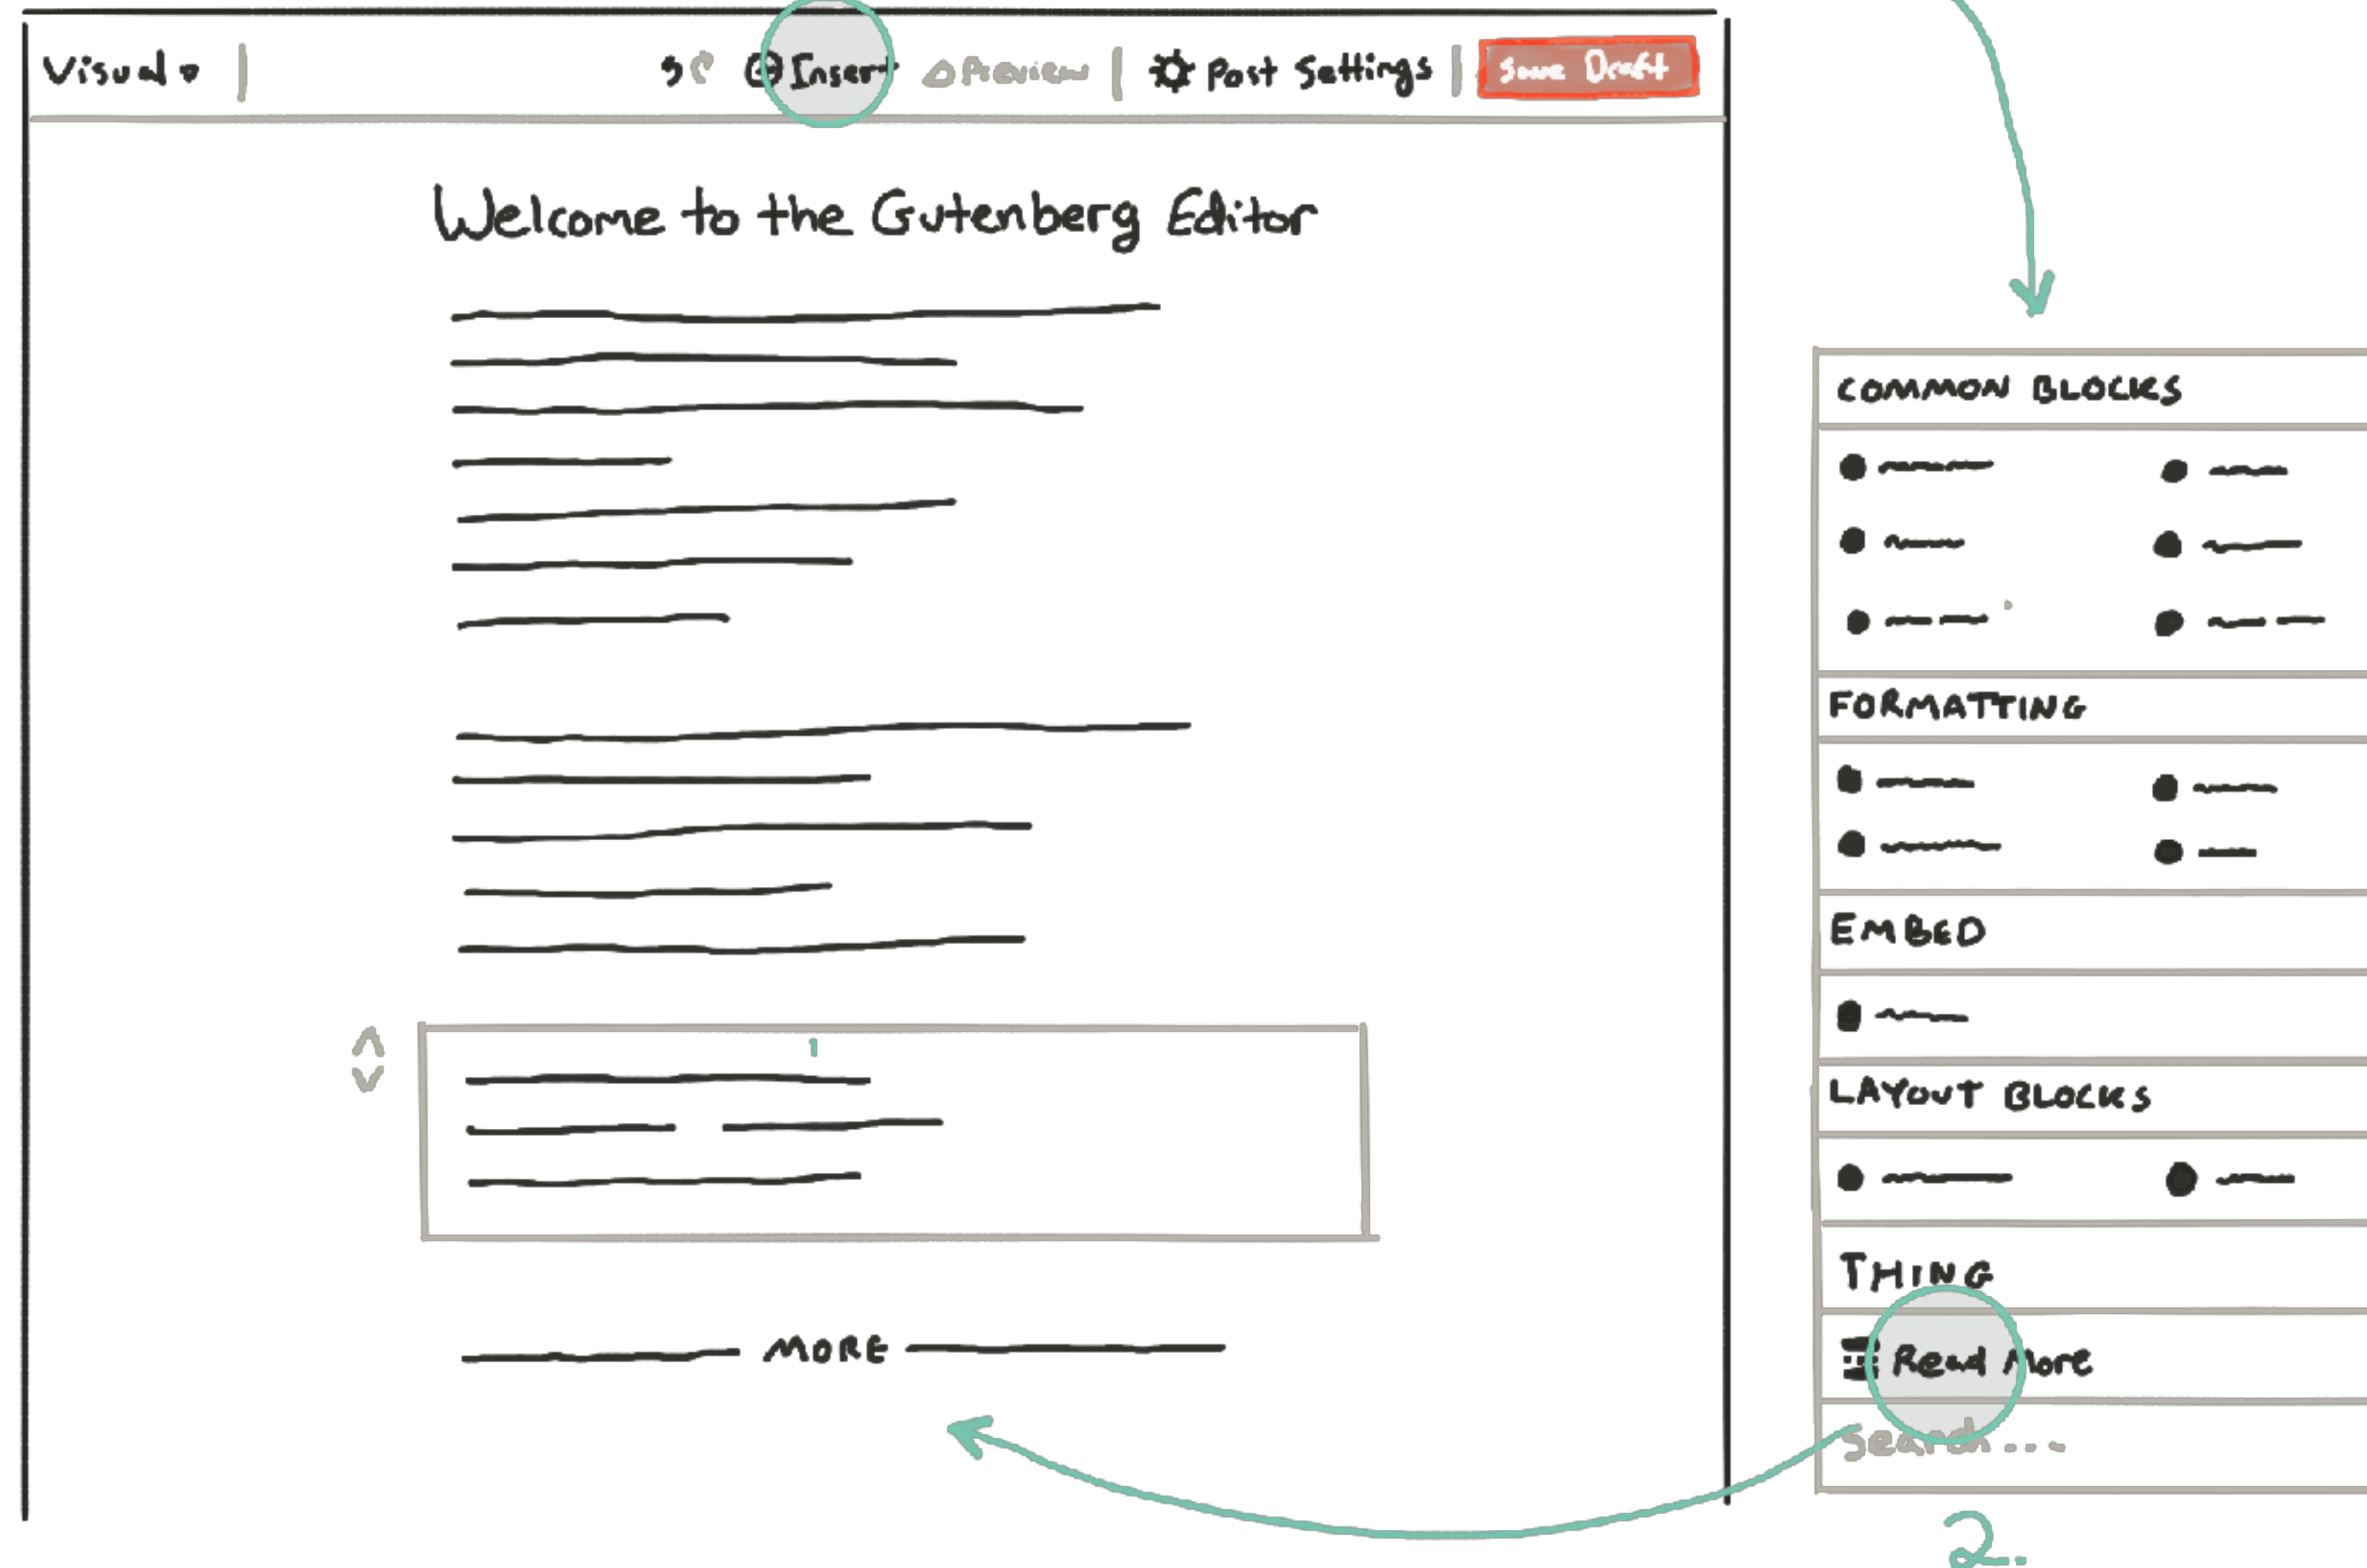 Visual
Insert
Preview
Post Settings
Save Draft
Welcome to the Gutenberg Editor
MORE
COMMON BLOCKS
FORMATTING
EMBED
LAYOUT BLOCKS
THING
Read More
Search...
2.